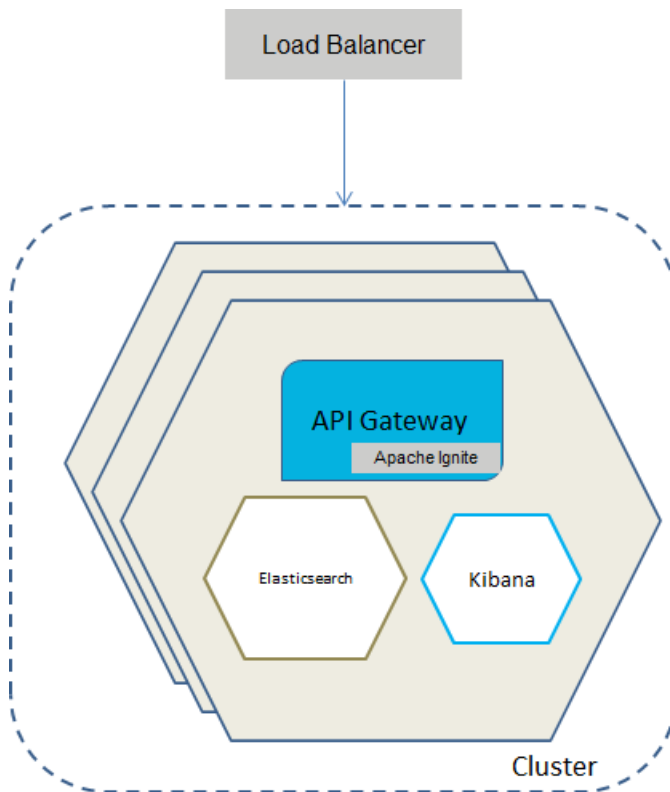 Load Balancer
API Gateway
Apache Ignite
Elasticsearch
Kibana
Cluster